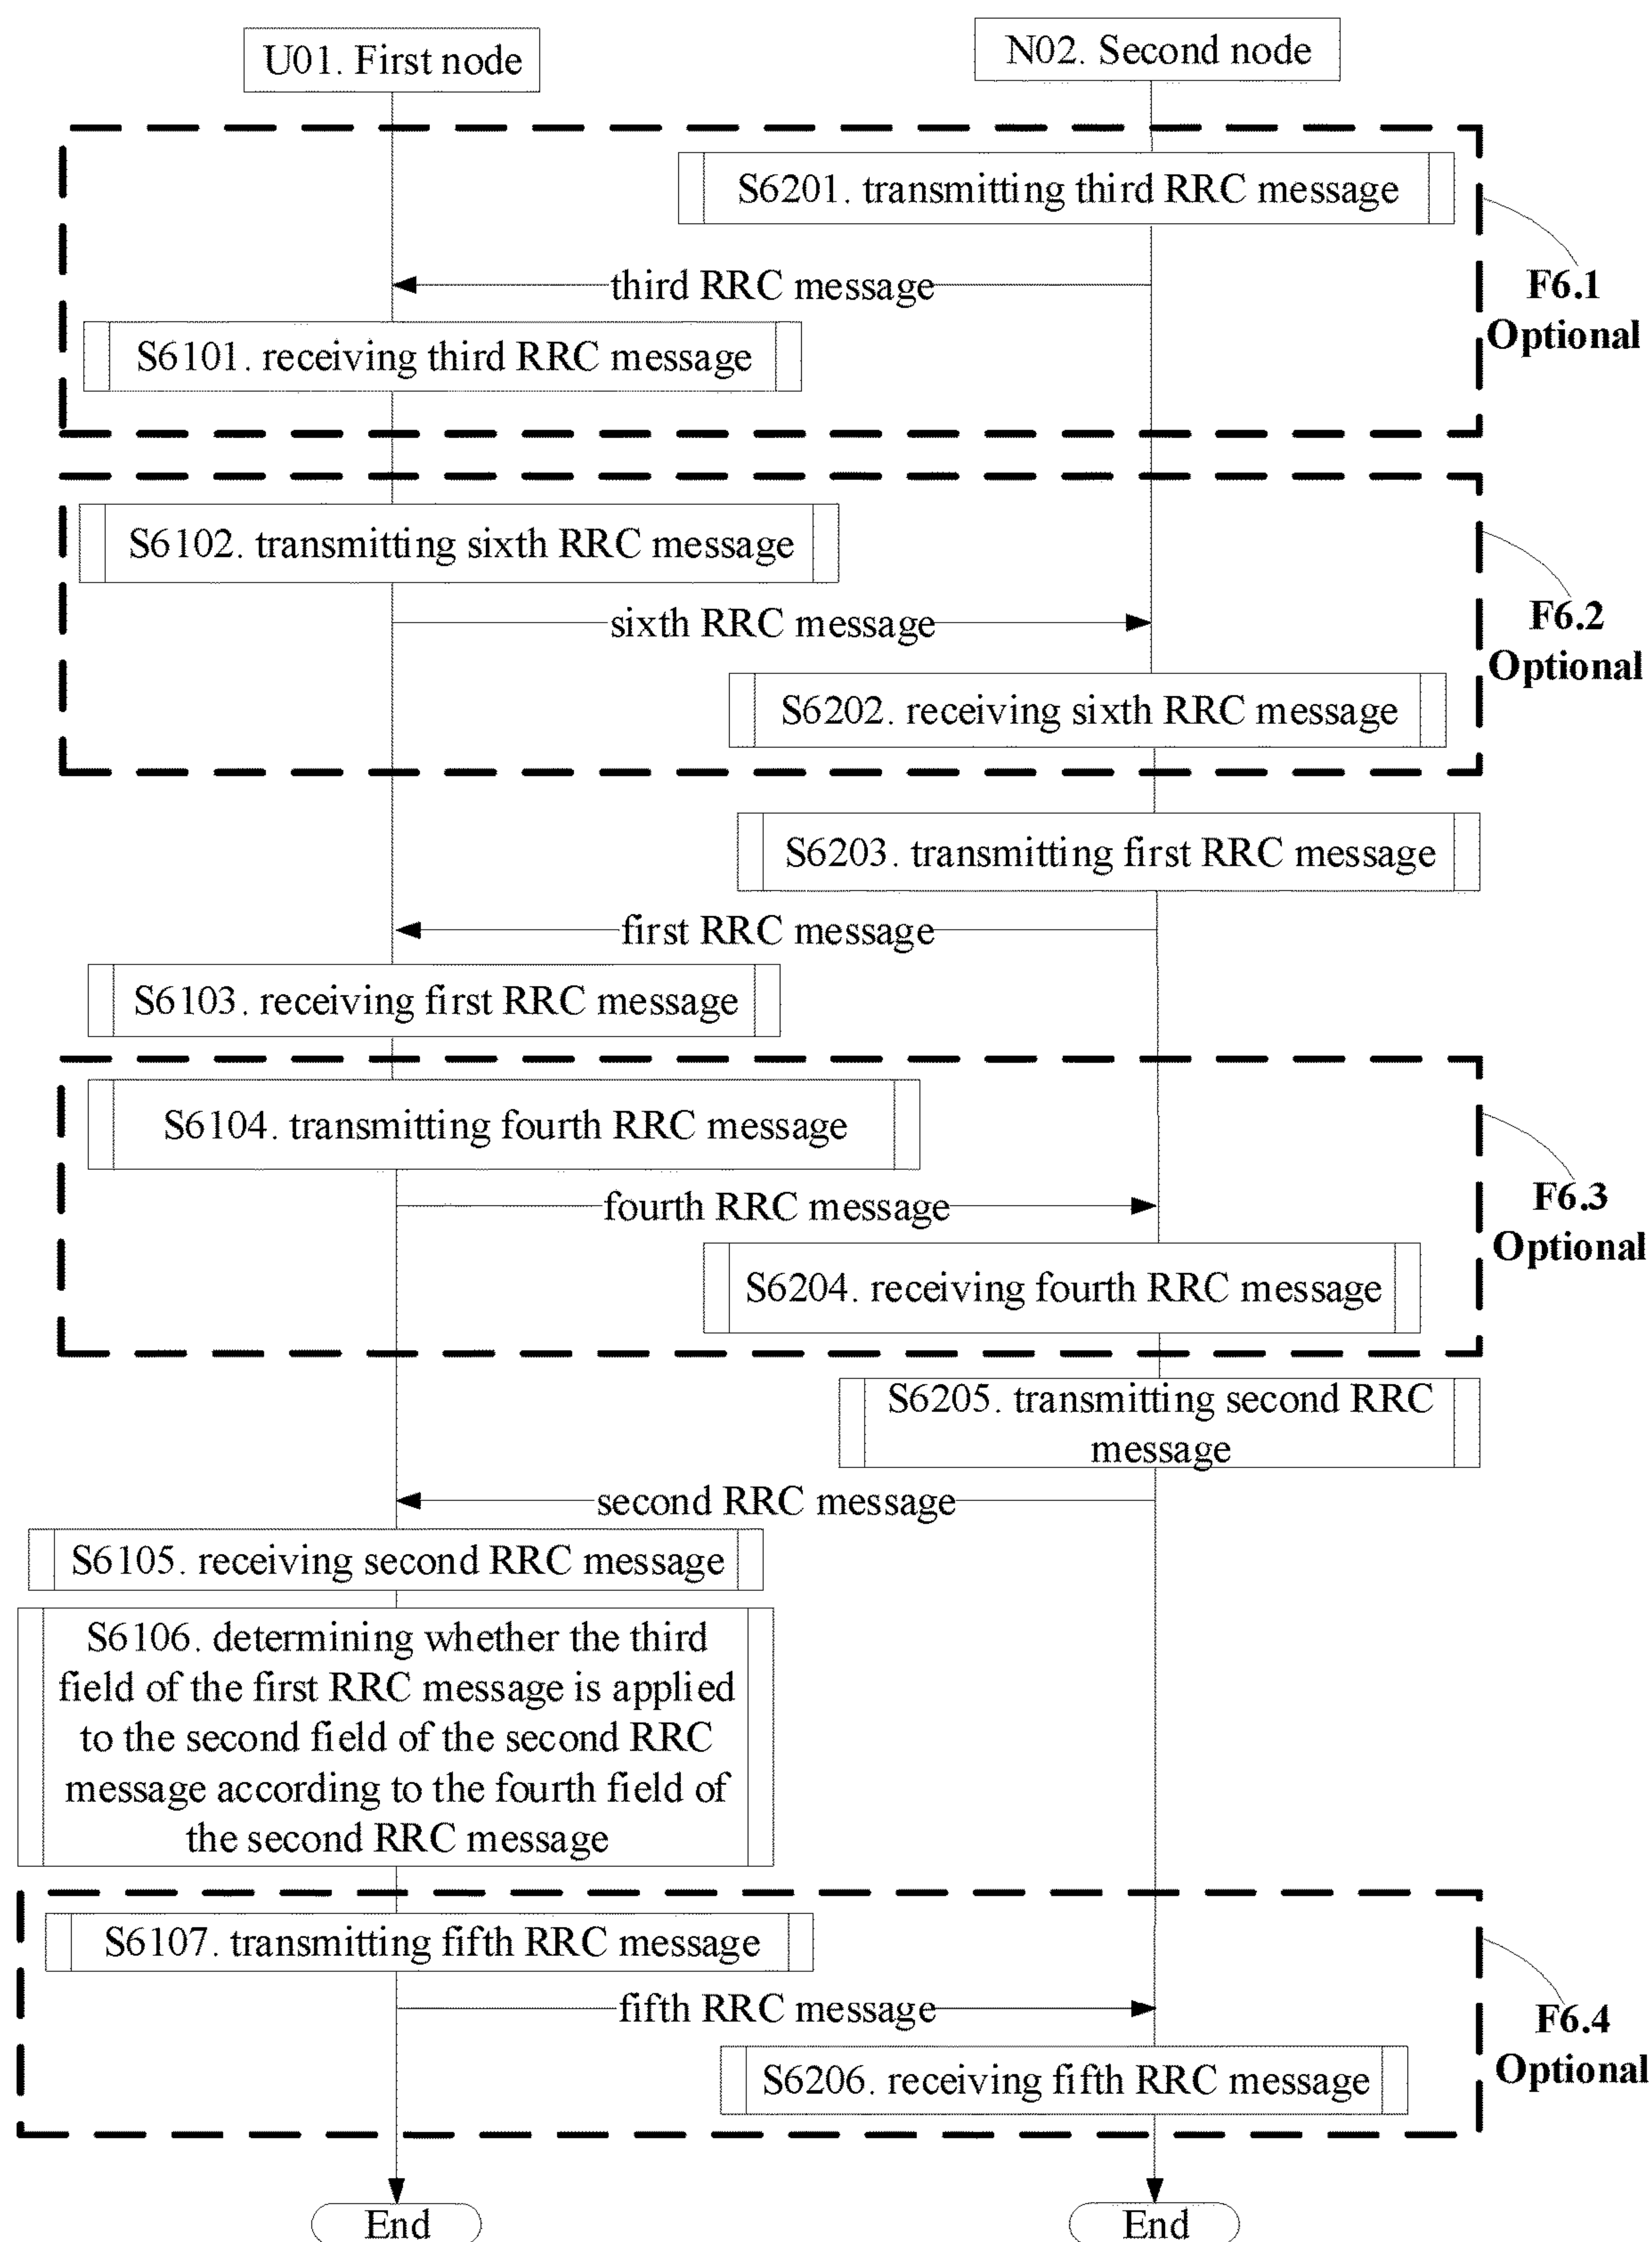 U01. First node
N02. Second node
S6201. transmitting third RRC message
third RRC message
F6.1
Optional
S6101. receiving third RRC message
S6102. transmitting sixth RRC message
sixth RRC message
F6.2
Optional
S6202. receiving sixth RRC message
S6203. transmitting first RRC message
first RRC message
S6103. receiving first RRC message
S6104. transmitting fourth RRC message
fourth RRC message
F6.3
Optional
S6204. receiving fourth RRC message
S6205. transmitting second RRC
message
second RRC message
S6105. receiving second RRC message
S6106. determining whether the third
field of the first RRC message is applied
to the second field of the second RRC
message according to the fourth field of
the second RRC message
S6107. transmitting fifth RRC message
fifth RRC message
F6.4
Optional
S6206. receiving fifth RRC message
End
End